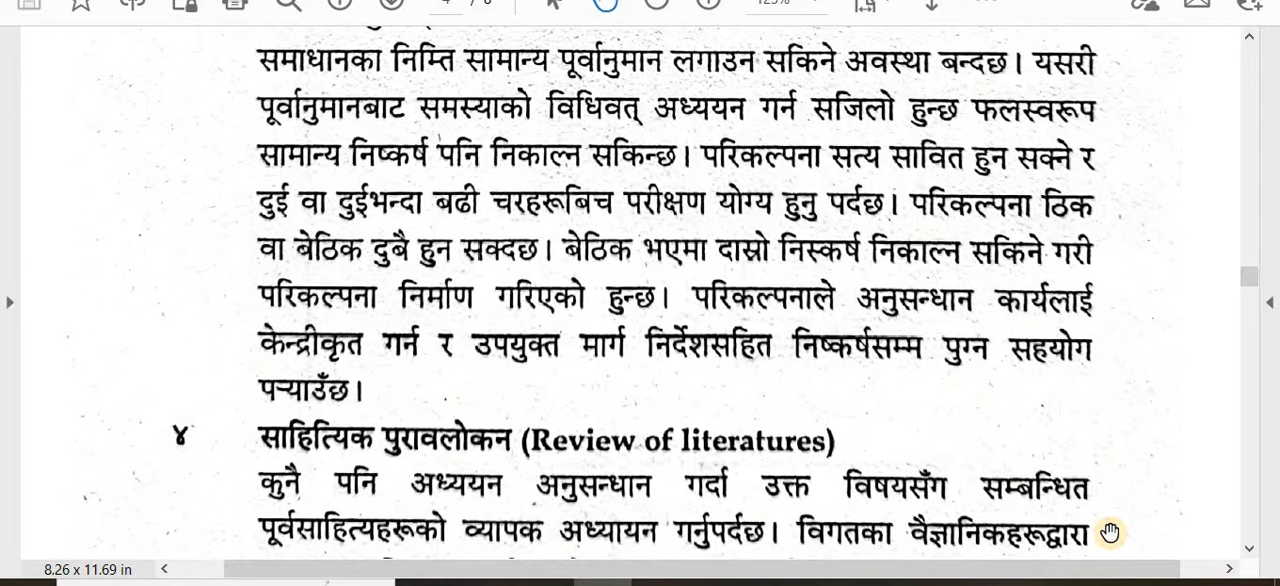 समाधानका निम्ति सामान्य पूर्वानुमान लगाउन सकिने अवस्था बन्दछ। यसरी
पूर्वानुमानबाट समस्याको विधिवत् अध्ययन गर्न सजिलो हुन्छ फलस्वरूप
सामान्य निष्कर्ष पनि निकाल्न सकिन्छ। परिकल्पना सत्य सावित हुन सक्ने र
दुई वा दुईभन्दा बढी चरहरूबिच परीक्षण योग्य हुनु पर्दछ। परिकल्पना ठिक
वा बेठिक दुबै हुन सक्दछ। बेठिक भएमा दास्रो निस्कर्ष निकाल्न सकिने गरी
परिकल्पना निर्माण गरिएको हुन्छ। परिकल्पनाले अनुसन्धान कार्यलाई
केन्द्रीकृत गर्न र उपयुक्त मार्ग निर्देशसहित निष्कर्षसम्म पुग्न सहयोग
पऱ्याउँछ।
४ साहित्यिक पुरावलोकन (Review of literatures)
कुनै पनि अध्ययन अनुसन्धान गर्दा उक्त विषयसँग सम्बन्धित
पूर्वसाहित्यहरूको व्यापक अध्यायन गर्नुपर्दछ। विगतका वैज्ञानिकहरूद्वारा
8.26 x 11.69 in